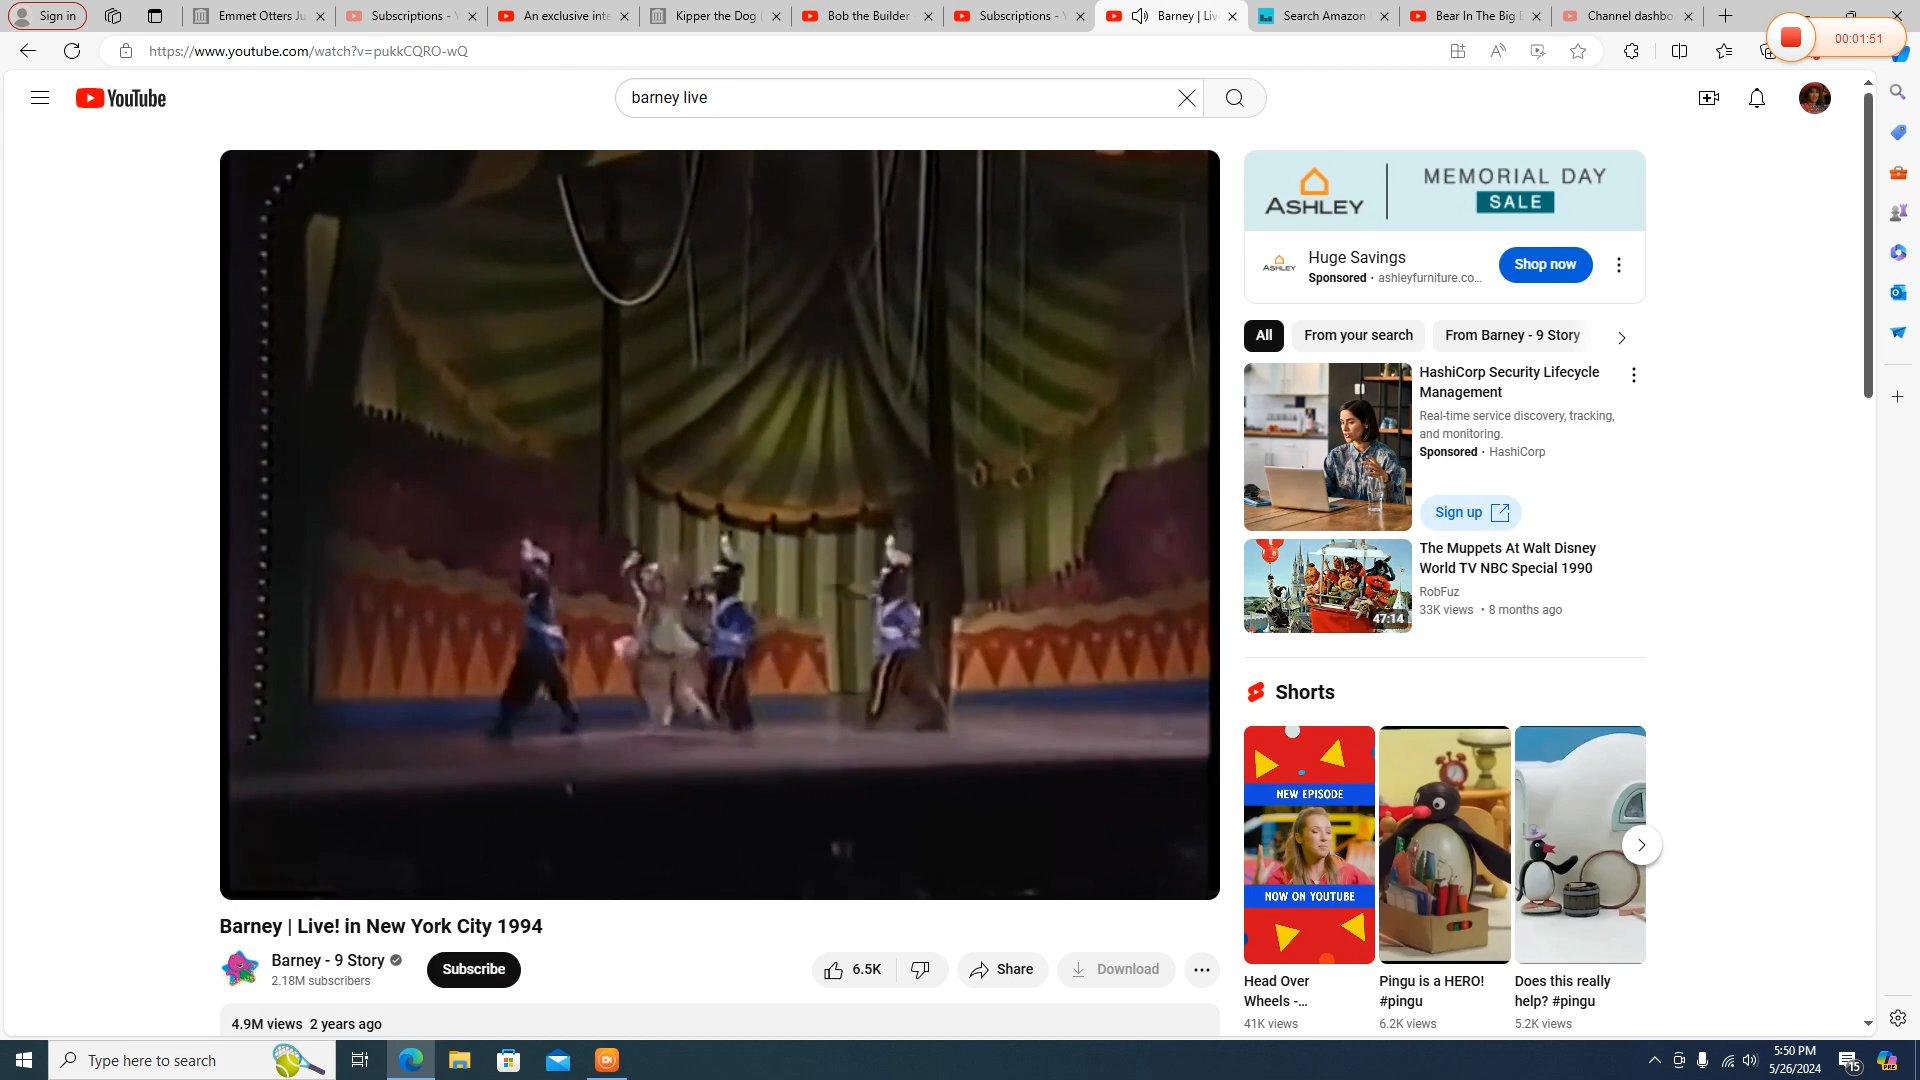 Sign in
Emmet Otters Ju
Subscriptions - Y
An exclusive inte
Kipper the Dog
Bob the Builder
Subscriptions - Y
Barney | Liv
Search Amazon
Bear In The Big B
Channel dashbo
00:01:51
https://www.youtube.com/watch?v=pukkCQRO-wQ
YouTube
barney live
ASHLEY
MEMORIAL DAY
SALE
ASHLEY
Huge Savings
Sponsored · ashleyfurniture.co...
Shop now
All
From your search
From Barney - 9 Story
HashiCorp Security Lifecycle
Management
Real-time service discovery, tracking,
and monitoring.
Sponsored · HashiCorp
Sign up
The Muppets At Walt Disney
World TV NBC Special 1990
RobFuz
33K views • 8 months ago
47:14
Shorts
NEW EPISODE
NOW ON YOUTUBE
Head Over
Wheels -...
41K views
Pingu is a HERO!
#pingu
6.2K views
Does this really
help? #pingu
5.2K views
Barney | Live! in New York City 1994
Barney - 9 Story
2.18M subscribers
Subscribe
6.5K
Share
Download
4.9M views 2 years ago
Type here to search
5:50 PM
5/26/2024
15
PRE